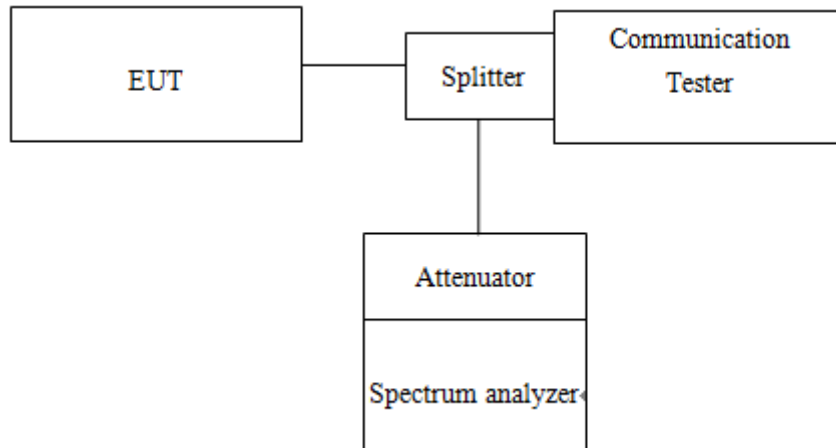 EUT
Splitter
Communication
Tester
Attenuator
Spectrum analyzer